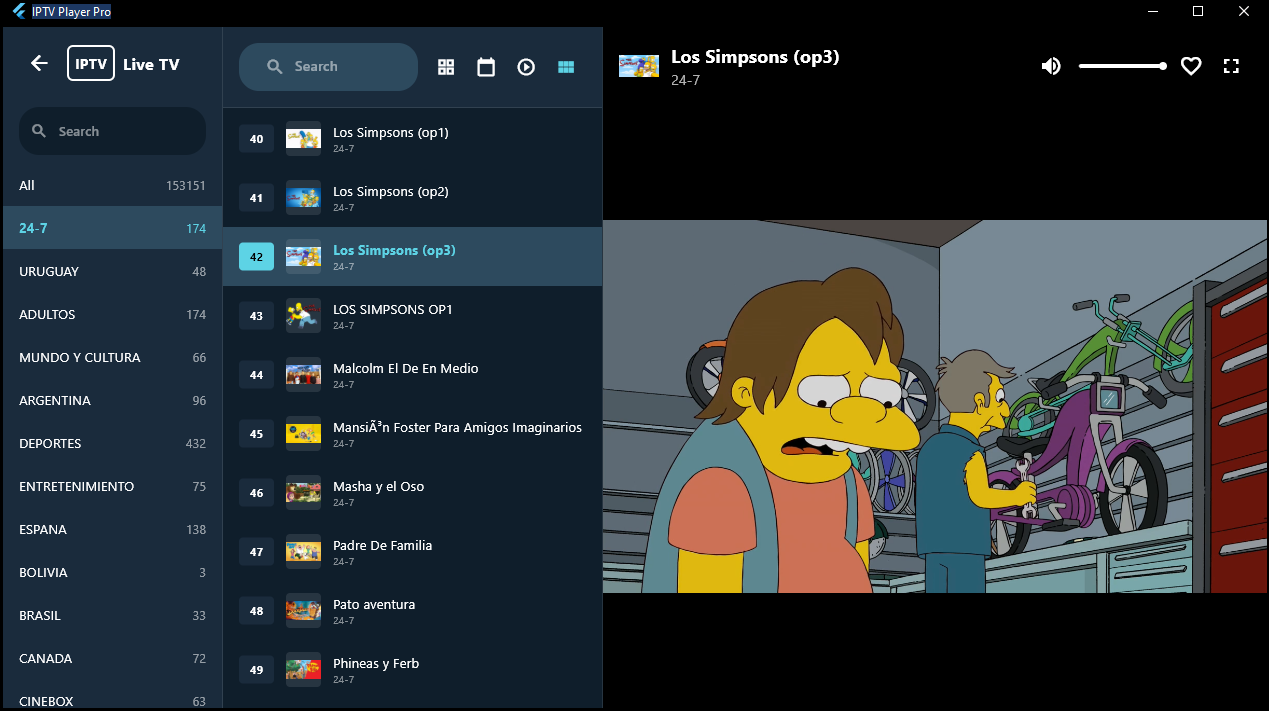 IPTV Player Pro
IPTV Live TV
Search
All 153151
24-7 174
URUGUAY 48
ADULTOS 174
MUNDO Y CULTURA 66
ARGENTINA 96
DEPORTES 432
ENTRETENIMIENTO 75
ESPANA 138
BOLIVIA 3
BRASIL 33
CANADA 72
CINEBOX 63
Search
40 Los Simpsons (op1)
24-7
41 Los Simpsons (op2)
24-7
42 Los Simpsons (op3)
24-7
43 LOS SIMPSONS OP1
24-7
44 Malcolm El De En Medio
24-7
45 MansiÃ³n Foster Para Amigos Imaginarios
24-7
46 Masha y el Oso
24-7
47 Padre De Familia
24-7
48 Pato aventura
24-7
49 Phineas y Ferb
24-7
Los Simpsons (op3)
24-7